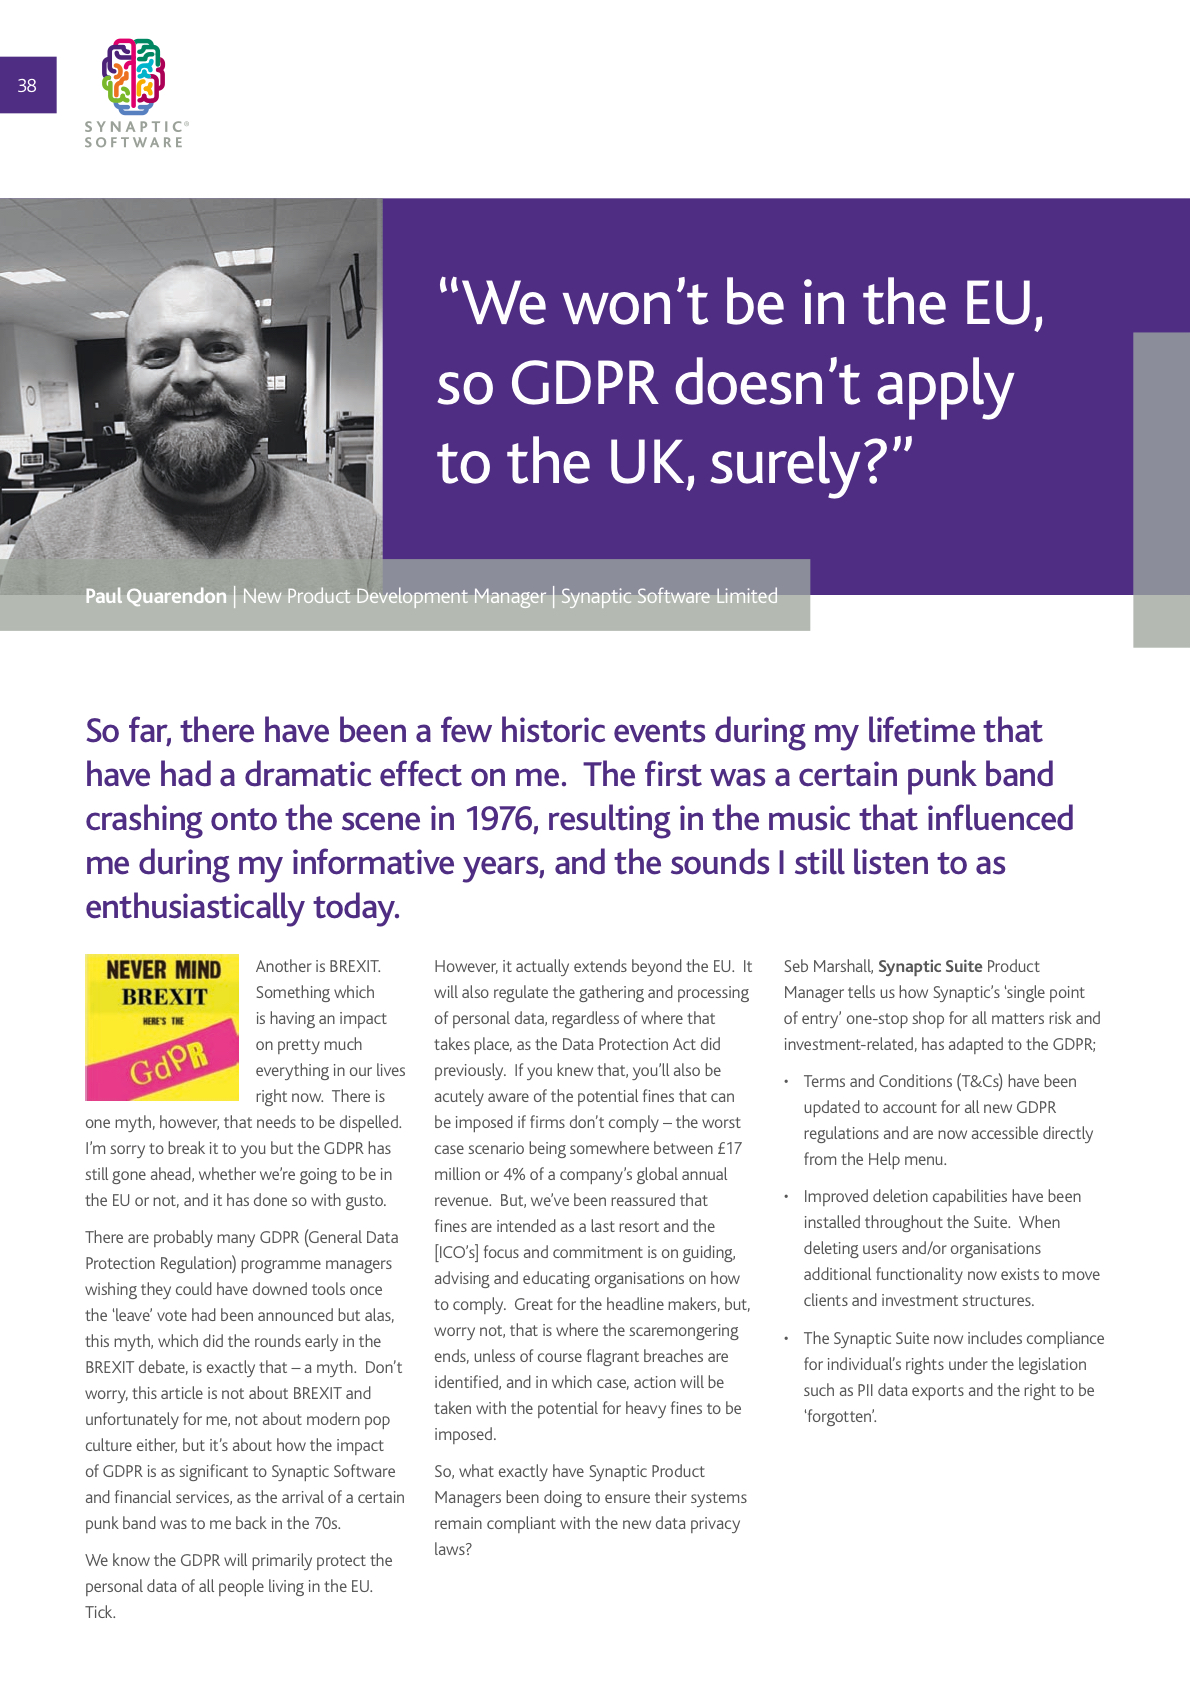 38
SYNAPTIC®
SOFTWARE
“We won’t be in the EU,
so GDPR doesn’t apply
to the UK, surely?”
Paul Quarendon | New Product Development Manager | Synaptic Software Limited
So far, there have been a few historic events during my lifetime that
have had a dramatic effect on me.  The first was a certain punk band
crashing onto the scene in 1976, resulting in the music that influenced
me during my informative years, and the sounds I still listen to as
enthusiastically today.
NEVER MIND
BREXIT
HERE'S THE
GdPR
Another is BREXIT.
Something which
is having an impact
on pretty much
everything in our lives
right now.  There is
one myth, however, that needs to be dispelled.
I’m sorry to break it to you but the GDPR has
still gone ahead, whether we’re going to be in
the EU or not, and it has done so with gusto.
There are probably many GDPR (General Data
Protection Regulation) programme managers
wishing they could have downed tools once
the ‘leave’ vote had been announced but alas,
this myth, which did the rounds early in the
BREXIT debate, is exactly that – a myth.  Don’t
worry, this article is not about BREXIT and
unfortunately for me, not about modern pop
culture either, but it’s about how the impact
of GDPR is as significant to Synaptic Software
and financial services, as the arrival of a certain
punk band was to me back in the 70s.
We know the GDPR will primarily protect the
personal data of all people living in the EU.
Tick.
However, it actually extends beyond the EU.  It
will also regulate the gathering and processing
of personal data, regardless of where that
takes place, as the Data Protection Act did
previously.  If you knew that, you’ll also be
acutely aware of the potential fines that can
be imposed if firms don’t comply – the worst
case scenario being somewhere between £17
million or 4% of a company’s global annual
revenue.  But, we’ve been reassured that
fines are intended as a last resort and the
[ICO’s] focus and commitment is on guiding,
advising and educating organisations on how
to comply.  Great for the headline makers, but,
worry not, that is where the scaremongering
ends, unless of course flagrant breaches are
identified, and in which case, action will be
taken with the potential for heavy fines to be
imposed.
So, what exactly have Synaptic Product
Managers been doing to ensure their systems
remain compliant with the new data privacy
laws?
Seb Marshall, Synaptic Suite Product
Manager tells us how Synaptic’s ‘single point
of entry’ one-stop shop for all matters risk and
investment-related, has adapted to the GDPR;
• Terms and Conditions (T&Cs) have been
updated to account for all new GDPR
regulations and are now accessible directly
from the Help menu.
• Improved deletion capabilities have been
installed throughout the Suite.  When
deleting users and/or organisations
additional functionality now exists to move
clients and investment structures.
• The Synaptic Suite now includes compliance
for individual’s rights under the legislation
such as PII data exports and the right to be
‘forgotten’.